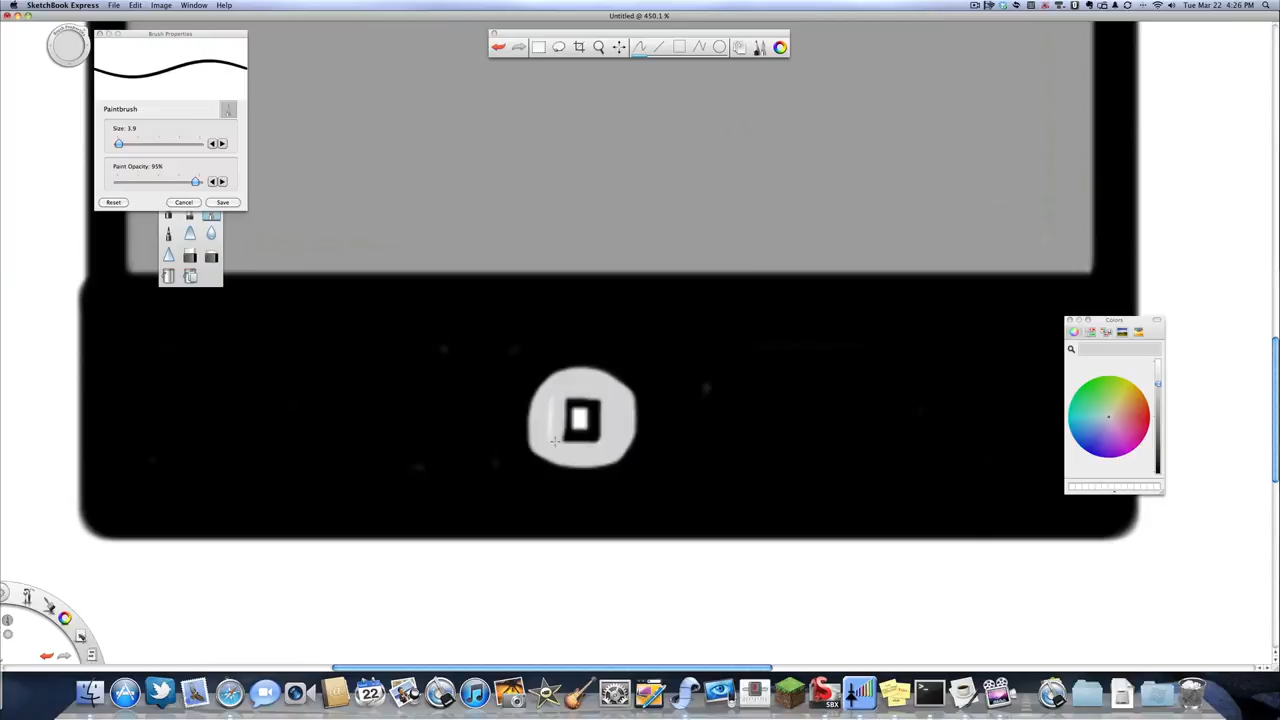 SketchBook Express File Edit Image Window Help Tue Mar 22 4:26 PM
Untitled @ 450.1 %
Brush Properties
Paintbrush
Size: 3.9
Paint Opacity: 95%
Reset Cancel Save
Colors
22
SBX